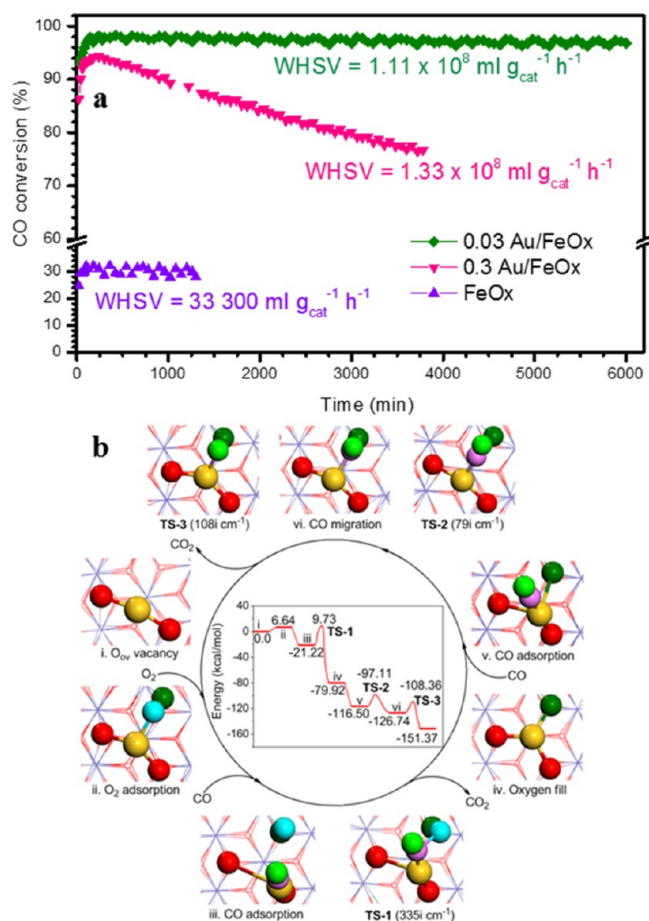 100
90
80
70
60
30
20
10
0
CO conversion (%)
a
WHSV = 1.11 x 10⁸ ml g_cat⁻¹ h⁻¹
WHSV = 1.33 x 10⁸ ml g_cat⁻¹ h⁻¹
0.03 Au/FeOx
0.3 Au/FeOx
FeOx
WHSV = 33 300 ml g_cat⁻¹ h⁻¹
0 1000 2000 3000 4000 5000 6000
Time (min)
b
TS-3 (108i cm⁻¹)
vi. CO migration
TS-2 (79i cm⁻¹)
CO₂
i. O_ov vacancy
O₂
ii. O₂ adsorption
CO
iii. CO adsorption
TS-1 (335i cm⁻¹)
CO₂
iv. Oxygen fill
CO
v. CO adsorption
Energy (kcal/mol)
40
0
-40
-80
-120
-160
i
0.0
6.64
ii
iii
-21.22
9.73
TS-1
iv
-79.92
v
-116.50
-97.11
TS-2
vi
-126.74
-108.36
TS-3
-151.37